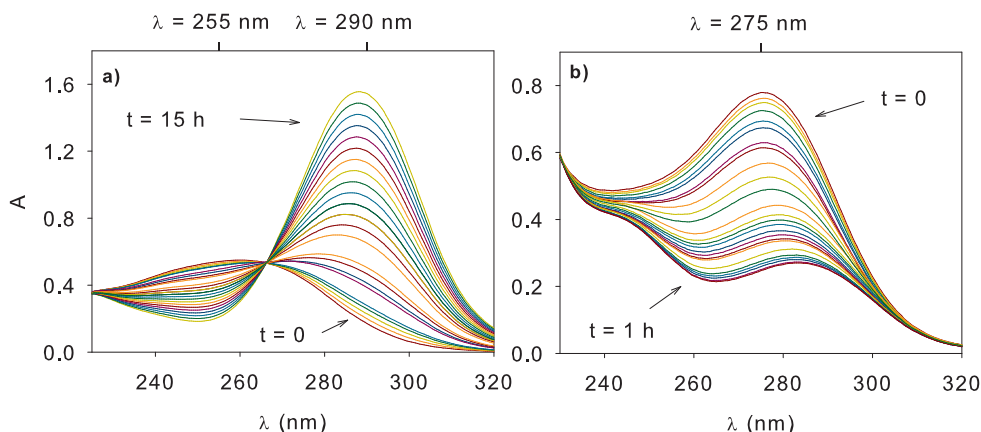 λ = 255 nm λ = 290 nm
λ = 275 nm
a)
1.6
1.2
0.8
0.4
0.0
A
t = 15 h
t = 0
240 260 280 300 320
λ (nm)
b)
0.8
0.6
0.4
0.2
0.0
t = 0
t = 1 h
240 260 280 300 320
λ (nm)